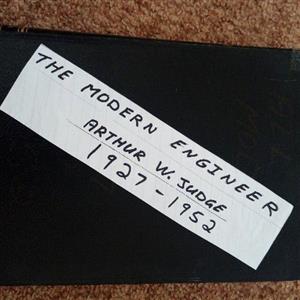 THE MODERN ENGINEER
ARTHUR W. JUDGE
1927-1952